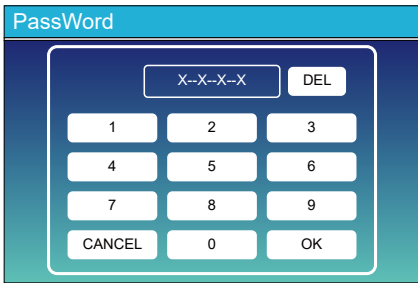 PassWord
X--X--X--X DEL
1 2 3
4 5 6
7 8 9
CANCEL 0 OK